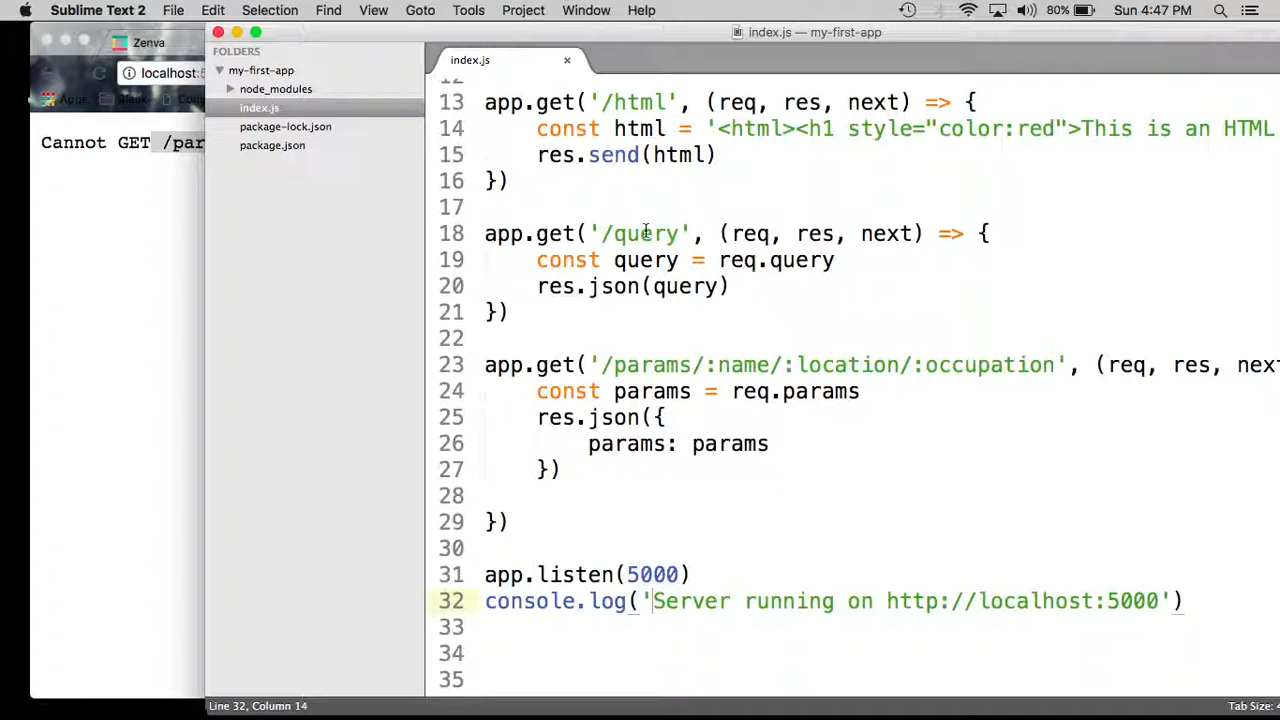 Sublime Text 2 File Edit Selection Find View Goto Tools Project Window Help 80% Sun 4:47 PM
Zenva
index.js — my-first-app
FOLDERS
my-first-app
node_modules
index.js
package-lock.json
package.json
localhost:
Apps
Cannot GET /par
index.js ×
12
13 app.get('/html', (req, res, next) => {
14 const html = '<html><h1 style="color:red">This is an HTML
15 res.send(html)
16 })
17
18 app.get('/query', (req, res, next) => {
19 const query = req.query
20 res.json(query)
21 })
22
23 app.get('/params/:name/:location/:occupation', (req, res, nex
24 const params = req.params
25 res.json({
26 params: params
27 })
28
29 })
30
31 app.listen(5000)
32 console.log('Server running on http://localhost:5000')
33
34
35
Line 32, Column 14
Tab Size: